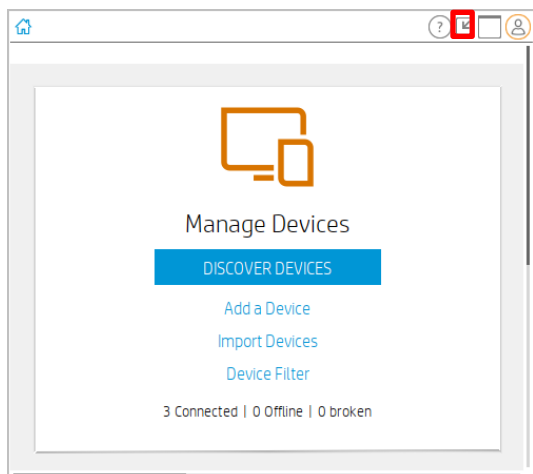 ?
Manage Devices
DISCOVER DEVICES
Add a Device
Import Devices
Device Filter
3 Connected | 0 Offline | 0 broken